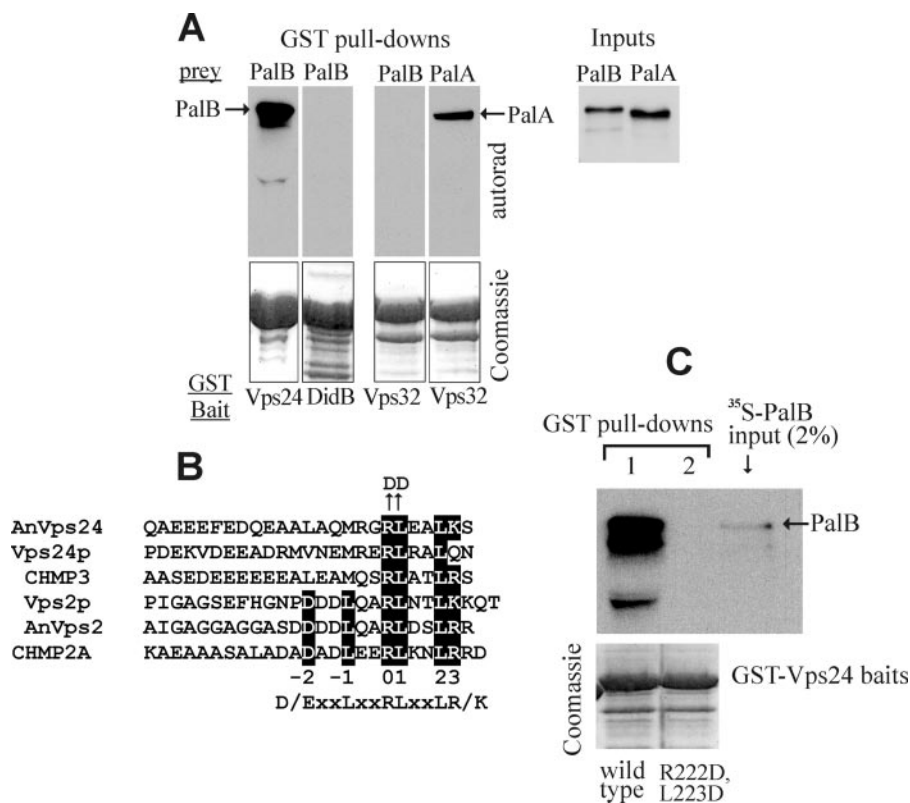 A
GST pull-downs
Inputs
prey
PalB PalB PalB PalA
PalB PalA
PalB
PalA
autorad
Coomassie
GST
Bait
Vps24 DidB Vps32 Vps32
B
DD
AnVps24 QAEEEFEDQEAALAQMRGRLEALKS
Vps24p PDEKVDEEADRMVNEMRERLRALQN
CHMP3 AASEDEEEEEEALEAMQSRLATLRS
Vps2p PIGAGSEFHGNPDDDLQARLNTLKKQT
AnVps2 AIGAGGAGGASDDDLQARLDSLRR
CHMP2A KAEAAASALADADADLEERLKNLRRD
-2 -1 01 23
D/ExxLxxRLxxLR/K
C
GST pull-downs
35S-PalB
input (2%)
1 2
PalB
Coomassie
GST-Vps24 baits
wild
type
R222D,
L223D